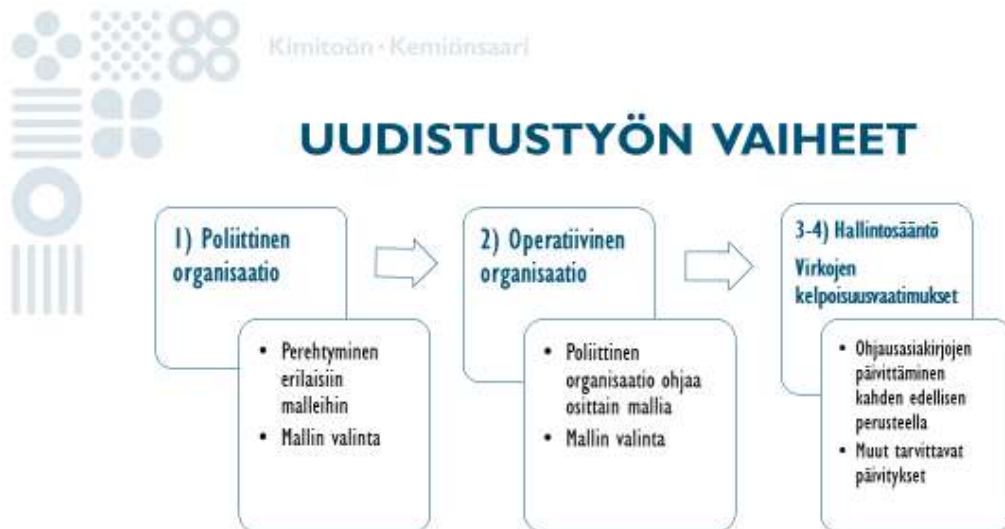 Kimitoön · Kemiönsaari
UUDISTUSTYÖN VAIHEET
1) Poliittinen
organisaatio
• Perehtyminen
erilaisiin
malleihin
• Mallin valinta
2) Operatiivinen
organisaatio
• Poliittinen
organisaatio ohjaa
osittain mallia
• Mallin valinta
3-4) Hallintosääntö
Virkojen
kelpoisuusvaatimukset
• Ohjausasiakirjojen
päivittäminen
kahden edellisen
perusteella
• Muut tarvittavat
päivitykset